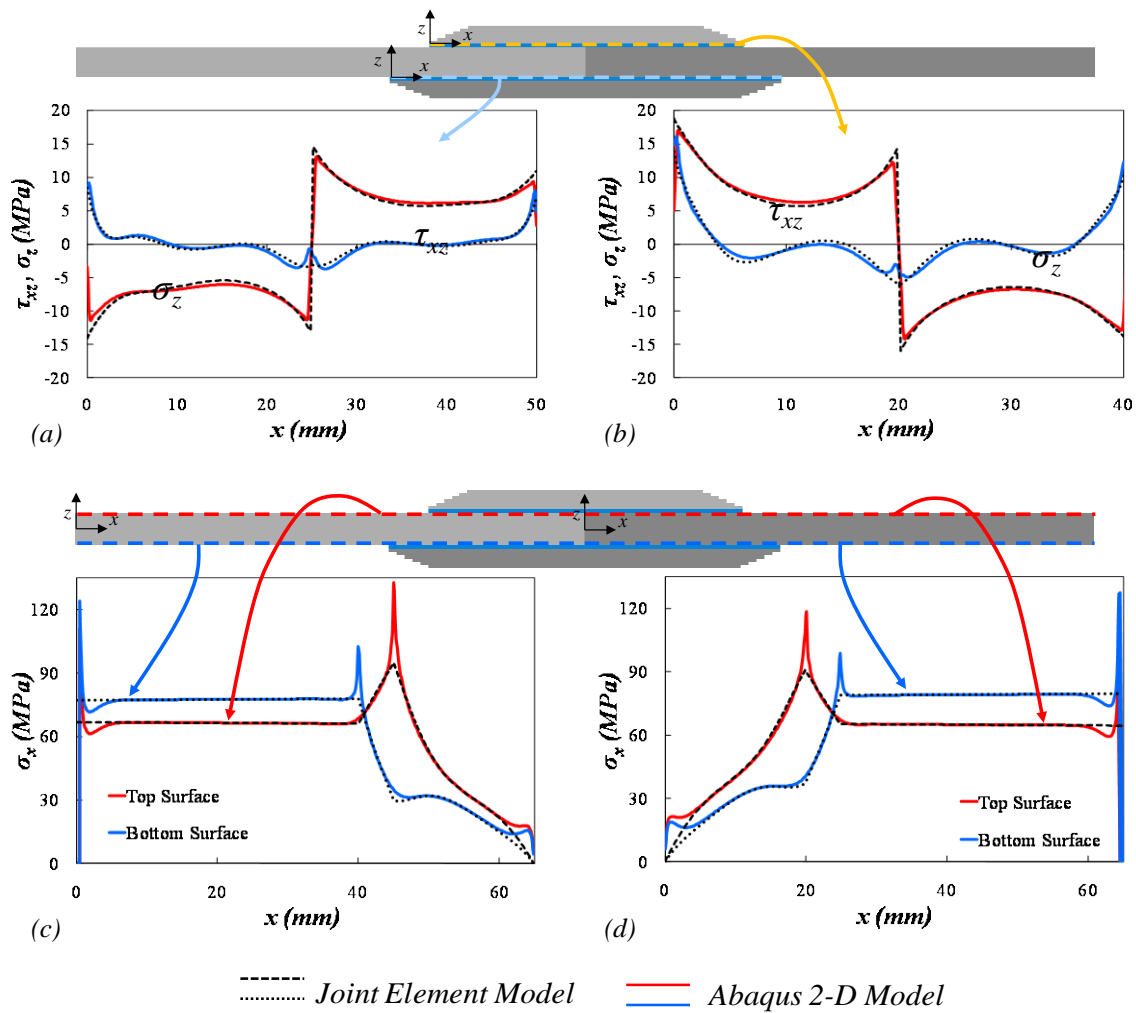 z
x
z
x
20
15
10
5
0
-5
-10
-15
-20
τxz, σz (MPa)
τxz
σz
0 10 20 30 40 50
x (mm)
(a)
20
15
10
5
0
-5
-10
-15
-20
τxz, σz (MPa)
τxz
σz
0 10 20 30 40
x (mm)
(b)
z
x
z
x
120
90
60
30
0
σx (MPa)
Top Surface
Bottom Surface
0 20 40 60
x (mm)
(c)
120
90
60
30
0
σx (MPa)
Top Surface
Bottom Surface
0 20 40 60
x (mm)
(d)
Joint Element Model Abaqus 2-D Model